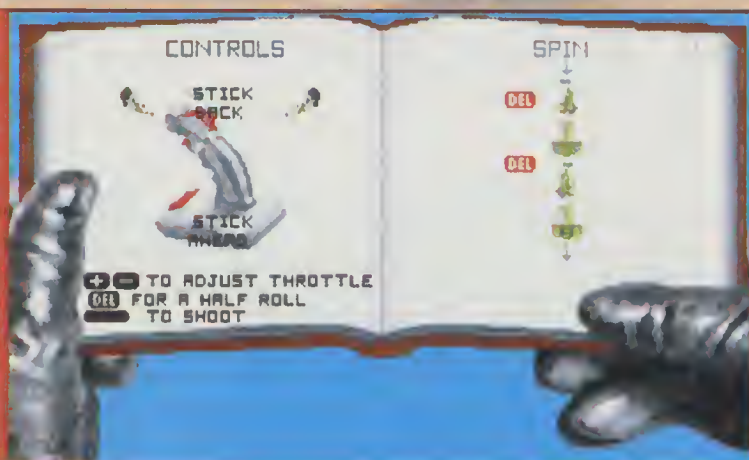 CONTROLS
STICK
BACK
STICK
AHEAD
+ - TO ADJUST THROTTLE
DEL FOR A HALF ROLL
TO SHOOT
SPIN
DEL
DEL